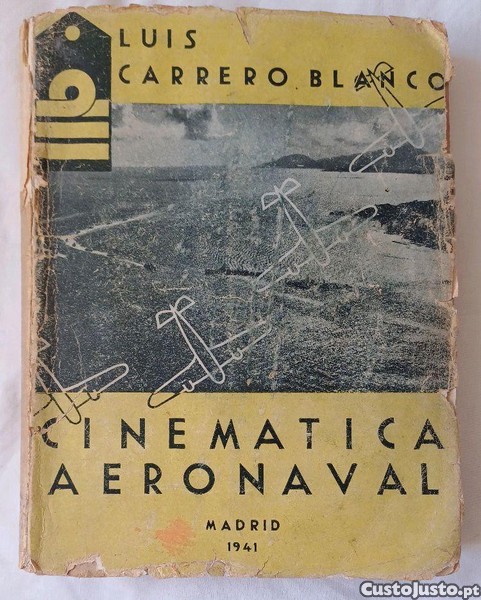 LUIS
CARRERO BLANCO
CINEMATICA
AERONAVAL
MADRID
1941
CustoJusto.pt